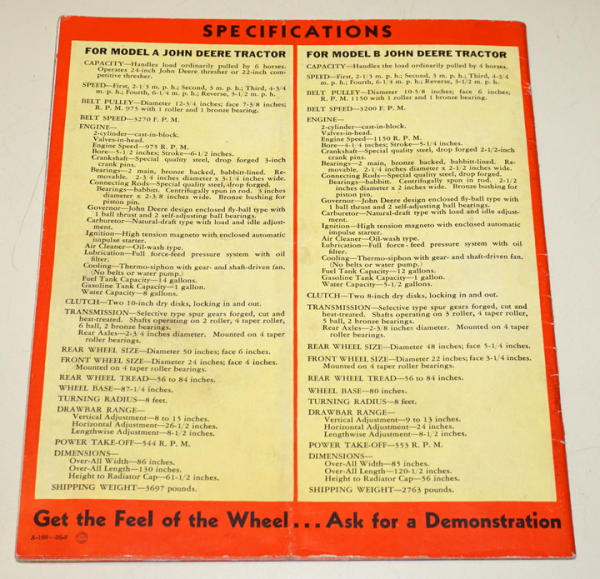 SPECIFICATIONS
FOR MODEL A JOHN DEERE TRACTOR
CAPACITY—Handles load ordinarily pulled by 6 horses.
Operates 24-inch John Deere thresher or 22-inch com-
petitive thresher.
SPEED—First, 2-1/3 m. p. h.; Second, 3 m. p. h.; Third, 4-3/4
m. p. h.; Fourth, 6-1/4 m. p. h.; Reverse, 3-1/2 m. p. h.
BELT PULLEY—Diameter 12-3/4 inches; face 7-3/8 inches;
R. P. M. 975 with 1 roller and 1 bronze bearing.
BELT SPEED—3270 F. P. M.
ENGINE—
2-cylinder—cast-in-block.
Valves-in-head.
Engine Speed—975 R. P. M.
Bore—5-1/2 inches; Stroke—6-1/2 inches.
Crankshaft—Special quality steel, drop forged 3-inch
crank pins.
Bearings—2 main, bronze backed, babbit-lined. Re-
movable. 2-3/4 inches diameter x 5-1/4 inches wide.
Connecting Rods—Special quality steel, drop forged.
Bearings—babbitt. Centrifugally spun in rod. 3 inches
diameter x 2-3/8 inches wide. Bronze bushing for
piston pin.
Governor—John Deere design enclosed fly-ball type with
1 ball thrust and 2 self-adjusting ball bearings.
Carburetor—Natural-draft type with load and idle adjust-
ment.
Ignition—High tension magneto with enclosed automatic
impulse starter.
Air Cleaner—Oil-wash type.
Lubrication—Full force-feed pressure system with oil
filter.
Cooling—Thermo-siphon with gear- and shaft-driven fan.
(No belts or water pump.)
Fuel Tank Capacity—14 gallons.
Gasoline Tank Capacity—1 gallon.
Water Capacity—8 gallons.
CLUTCH—Two 10-inch dry disks, locking in and out.
TRANSMISSION—Selective type spur gears forged, cut and
heat-treated. Shafts operating on 2 roller, 4 taper roller,
6 ball, 2 bronze bearings.
Rear Axles—2-3/4 inches diameter. Mounted on 4 taper
roller bearings.
REAR WHEEL SIZE—Diameter 50 inches; face 6 inches.
FRONT WHEEL SIZE—Diameter 24 inches; face 4 inches.
Mounted on 4 taper roller bearings.
REAR WHEEL TREAD—56 to 84 inches.
WHEEL BASE—87-1/4 inches.
TURNING RADIUS—8 feet.
DRAWBAR RANGE—
Vertical Adjustment—8 to 15 inches.
Horizontal Adjustment—26-1/2 inches.
Lengthwise Adjustment—8-1/2 inches.
POWER TAKE-OFF—544 R. P. M.
DIMENSIONS—
Over-All Width—86 inches.
Over-All Length—130 inches.
Height to Radiator Cap—61-1/2 inches.
SHIPPING WEIGHT—3697 pounds.
FOR MODEL B JOHN DEERE TRACTOR
CAPACITY—Handles the load ordinarily pulled by 4 horses.
SPEED—First, 2-1/3 m. p. h.; Second, 3 m. p. h.; Third, 4-3/4
m. p. h.; Fourth, 6-1/4 m. p. h.; Reverse, 3-1/2 m. p. h.
BELT PULLEY—Diameter 10-5/8 inches; face 6 inches;
R. P. M. 1150 with 1 roller and 1 bronze bearing.
BELT SPEED—3200 F. P. M.
ENGINE—
2-cylinder—cast-in-block.
Valves-in-head.
Engine Speed—1150 R. P. M.
Bore—4-1/4 inches; Stroke—5-1/4 inches.
Crankshaft—Special quality steel, drop forged 2-1/2-inch
crank pins.
Bearings—2 main, bronze backed, babbit-lined. Re-
movable. 2-1/4 inches diameter x 4-1/2 inches wide.
Connecting Rods—Special quality steel, drop forged.
Bearings—babbitt. Centrifugally spun in rod. 2-1/2
inches diameter x 2 inches wide. Bronze bushing for
piston pin.
Governor—John Deere design enclosed fly-ball type with
1 ball thrust and 2 self-adjusting ball bearings.
Carburetor—Natural-draft type with load and idle adjust-
ment.
Ignition—High tension magneto with enclosed automatic
impulse starter.
Air Cleaner—Oil-wash type.
Lubrication—Full force-feed pressure system with oil
filter.
Cooling—Thermo-siphon with gear- and shaft-driven fan.
(No belts or water pump.)
Fuel Tank Capacity—12 gallons.
Gasoline Tank Capacity—1 gallon.
Water Capacity—5-1/2 gallons.
CLUTCH—Two 8-inch dry disks, locking in and out.
TRANSMISSION—Selective type spur gears forged, cut and
heat-treated. Shafts operating on 3 roller, 4 taper roller,
5 ball, 2 bronze bearings.
Rear Axles—2-3/8 inches diameter. Mounted on 4 taper
roller bearings.
REAR WHEEL SIZE—Diameter 48 inches; face 5-1/4 inches.
FRONT WHEEL SIZE—Diameter 22 inches; face 3-1/4 inches.
Mounted on 4 taper roller bearings.
REAR WHEEL TREAD—56 to 84 inches.
WHEEL BASE—80 inches.
TURNING RADIUS—8 feet.
DRAWBAR RANGE—
Vertical Adjustment—9 to 13 inches.
Horizontal Adjustment—24 inches.
Lengthwise Adjustment—8-1/2 inches.
POWER TAKE-OFF—553 R. P. M.
DIMENSIONS—
Over-All Width—85 inches.
Over-All Length—120-1/2 inches.
Height to Radiator Cap—56 inches.
SHIPPING WEIGHT—2763 pounds.
Get the Feel of the Wheel... Ask for a Demonstration